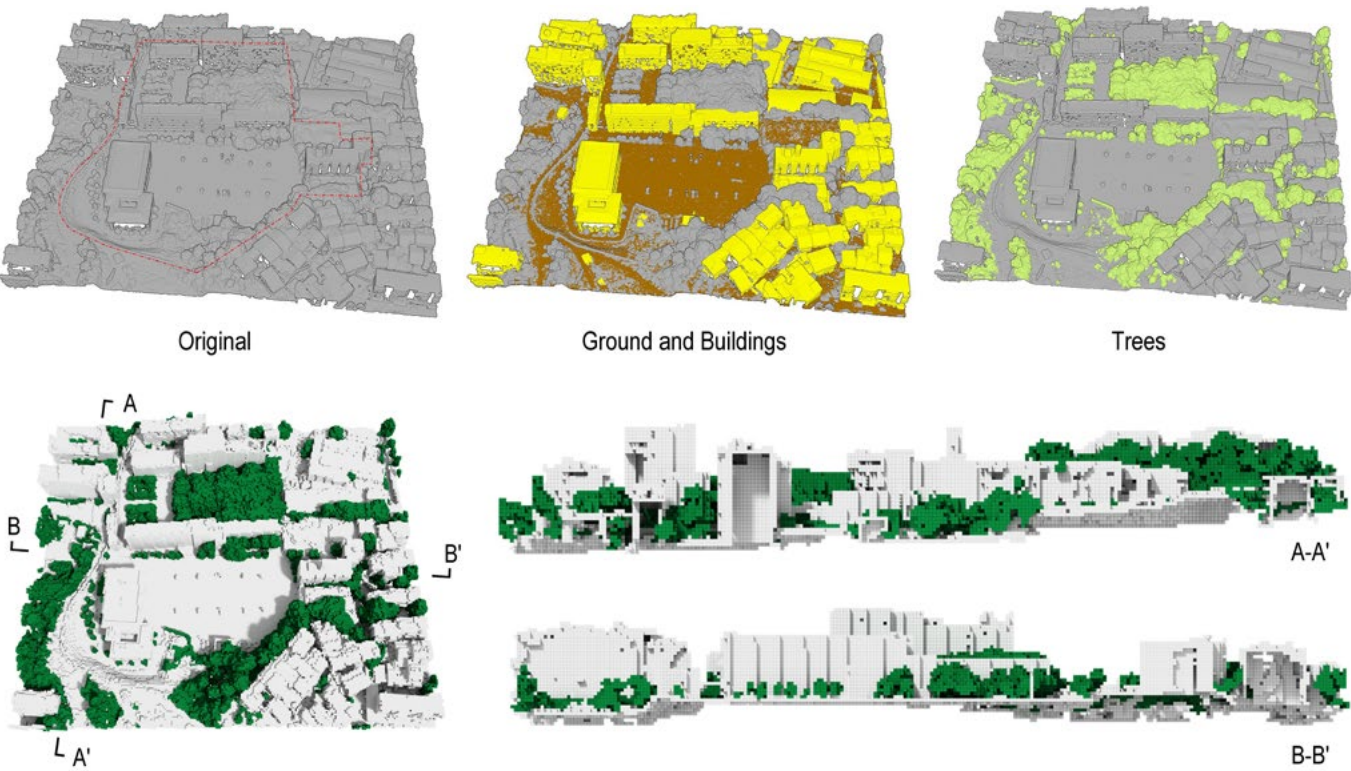 Original
Ground and Buildings
Trees
A
B
B'
A'
A-A'
B-B'